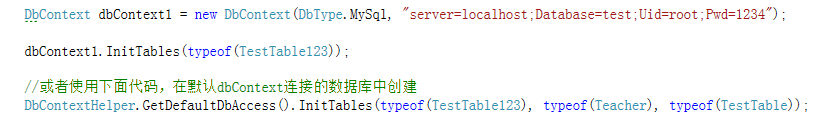 DbContext dbContext1 = new DbContext(DbType.MySql, "server=localhost;Database=test;Uid=root;Pwd=1234");
dbContext1.InitTables(typeof(TestTable123));
//或者使用下面代码，在默认dbContext连接的数据库中创建
DbContextHelper.GetDefaultDbAccess().InitTables(typeof(TestTable123), typeof(Teacher), typeof(TestTable));